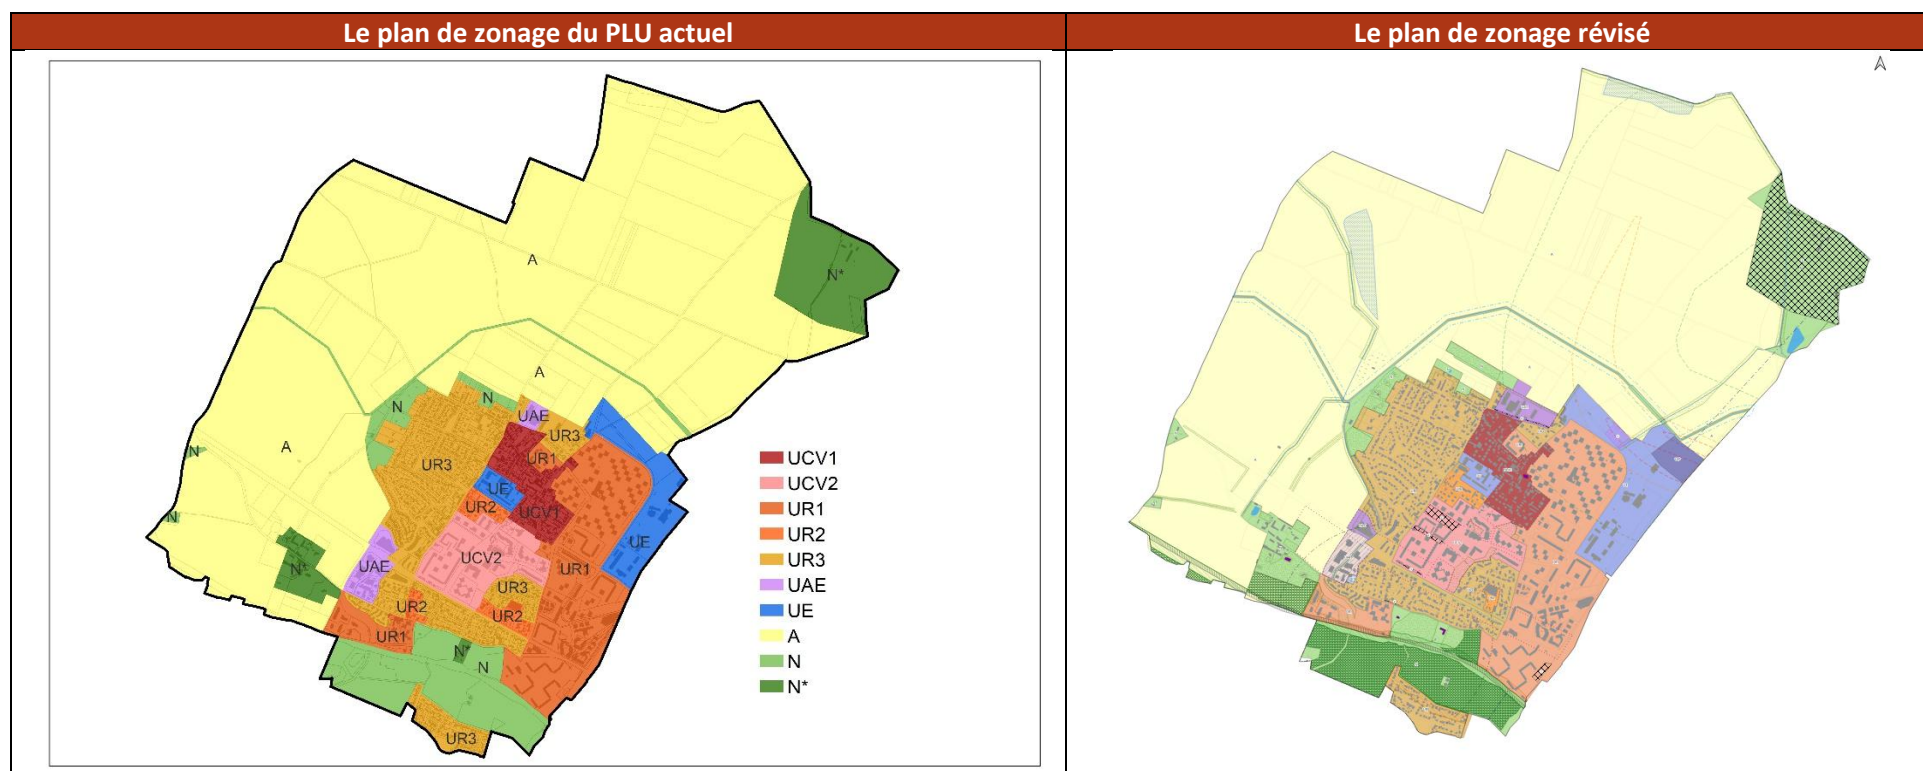 Le plan de zonage du PLU actuel
Le plan de zonage révisé
A
N*
A
N
N
UAE
UR3
A
UR1
UR3
N
UE
UR2
UCV1
UE
N
UCV2
UR1
N*
UAE
UR3
UR2
UR2
UR1
N*
N
UR3
UCV1
UCV2
UR1
UR2
UR3
UAE
UE
A
N
N*